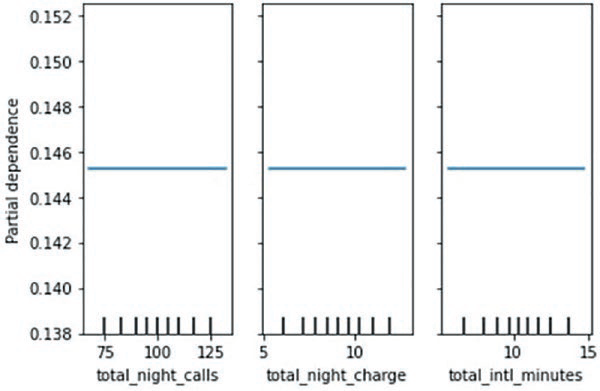 Partial dependence
0.152
0.150
0.148
0.146
0.144
0.142
0.140
0.138
75 100 125
total_night_calls
5 10
total_night_charge
10 15
total_intl_minutes